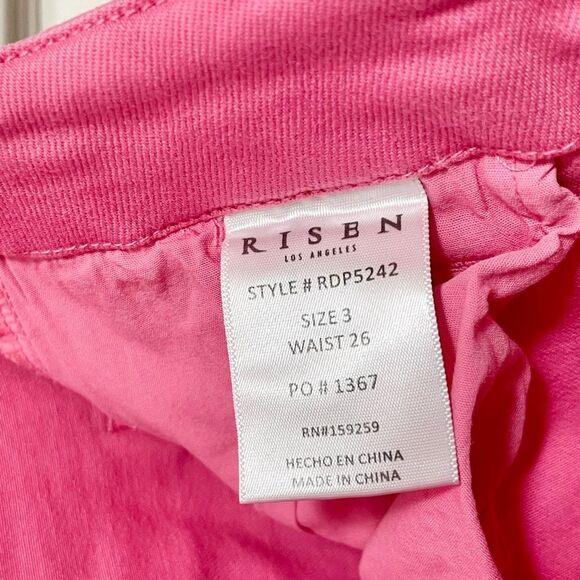 RISEN
LOS ANGELES
STYLE # RDP5242
SIZE 3
WAIST 26
PO # 1367
RN#159259
HECHO EN CHINA
MADE IN CHINA